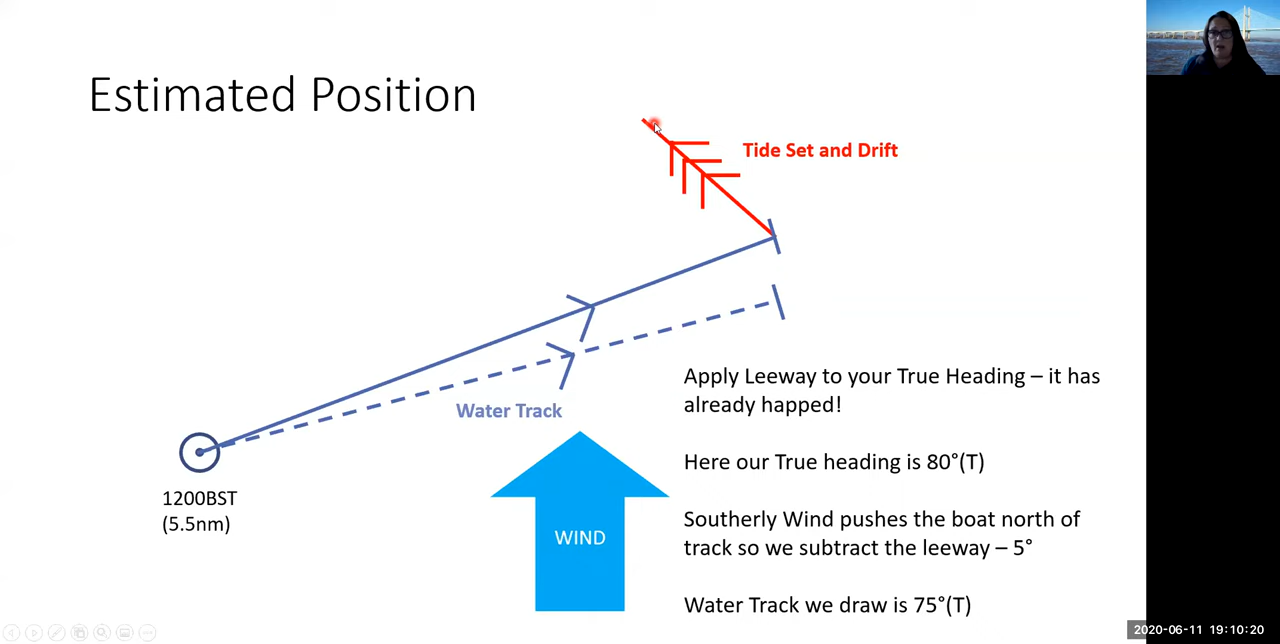 Estimated Position
Tide Set and Drift
Water Track
1200BST
(5.5nm)
WIND
Apply Leeway to your True Heading – it has
already happed!
Here our True heading is 80°(T)
Southerly Wind pushes the boat north of
track so we subtract the leeway – 5°
Water Track we draw is 75°(T)
2020-06-11 19:10:20